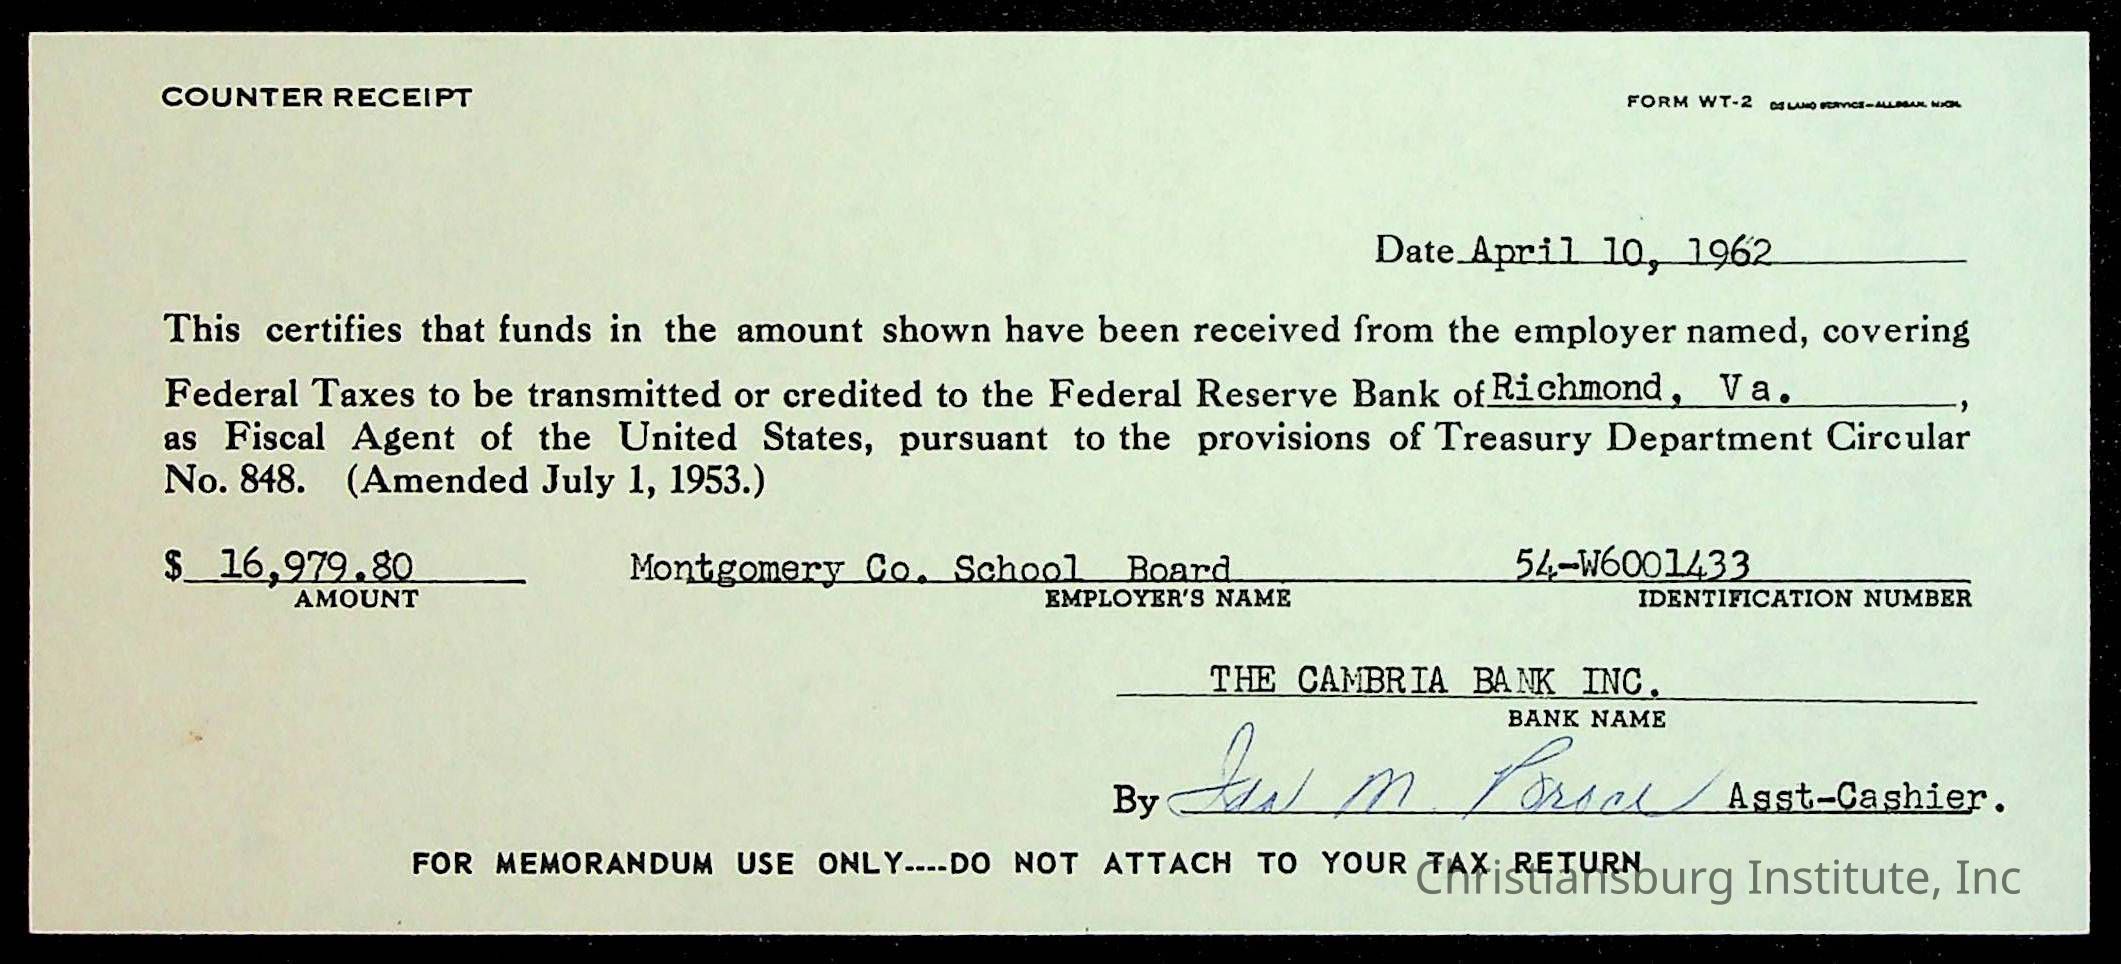 COUNTER RECEIPT
FORM WT-2 DE LAND SERVICE-ALLEGAN, MICH.
Date April 10, 1962
This certifies that funds in the amount shown have been received from the employer named, covering
Federal Taxes to be transmitted or credited to the Federal Reserve Bank of Richmond, Va. ,
as Fiscal Agent of the United States, pursuant to the provisions of Treasury Department Circular
No. 848. (Amended July 1, 1953.)
$ 16,979.80 Montgomery Co. School Board 54-W6001433
AMOUNT EMPLOYER'S NAME IDENTIFICATION NUMBER
THE CAMBRIA BANK INC.
BANK NAME
By M. Asst-Cashier.
FOR MEMORANDUM USE ONLY----DO NOT ATTACH TO YOUR TAX RETURN
Christiansburg Institute, Inc